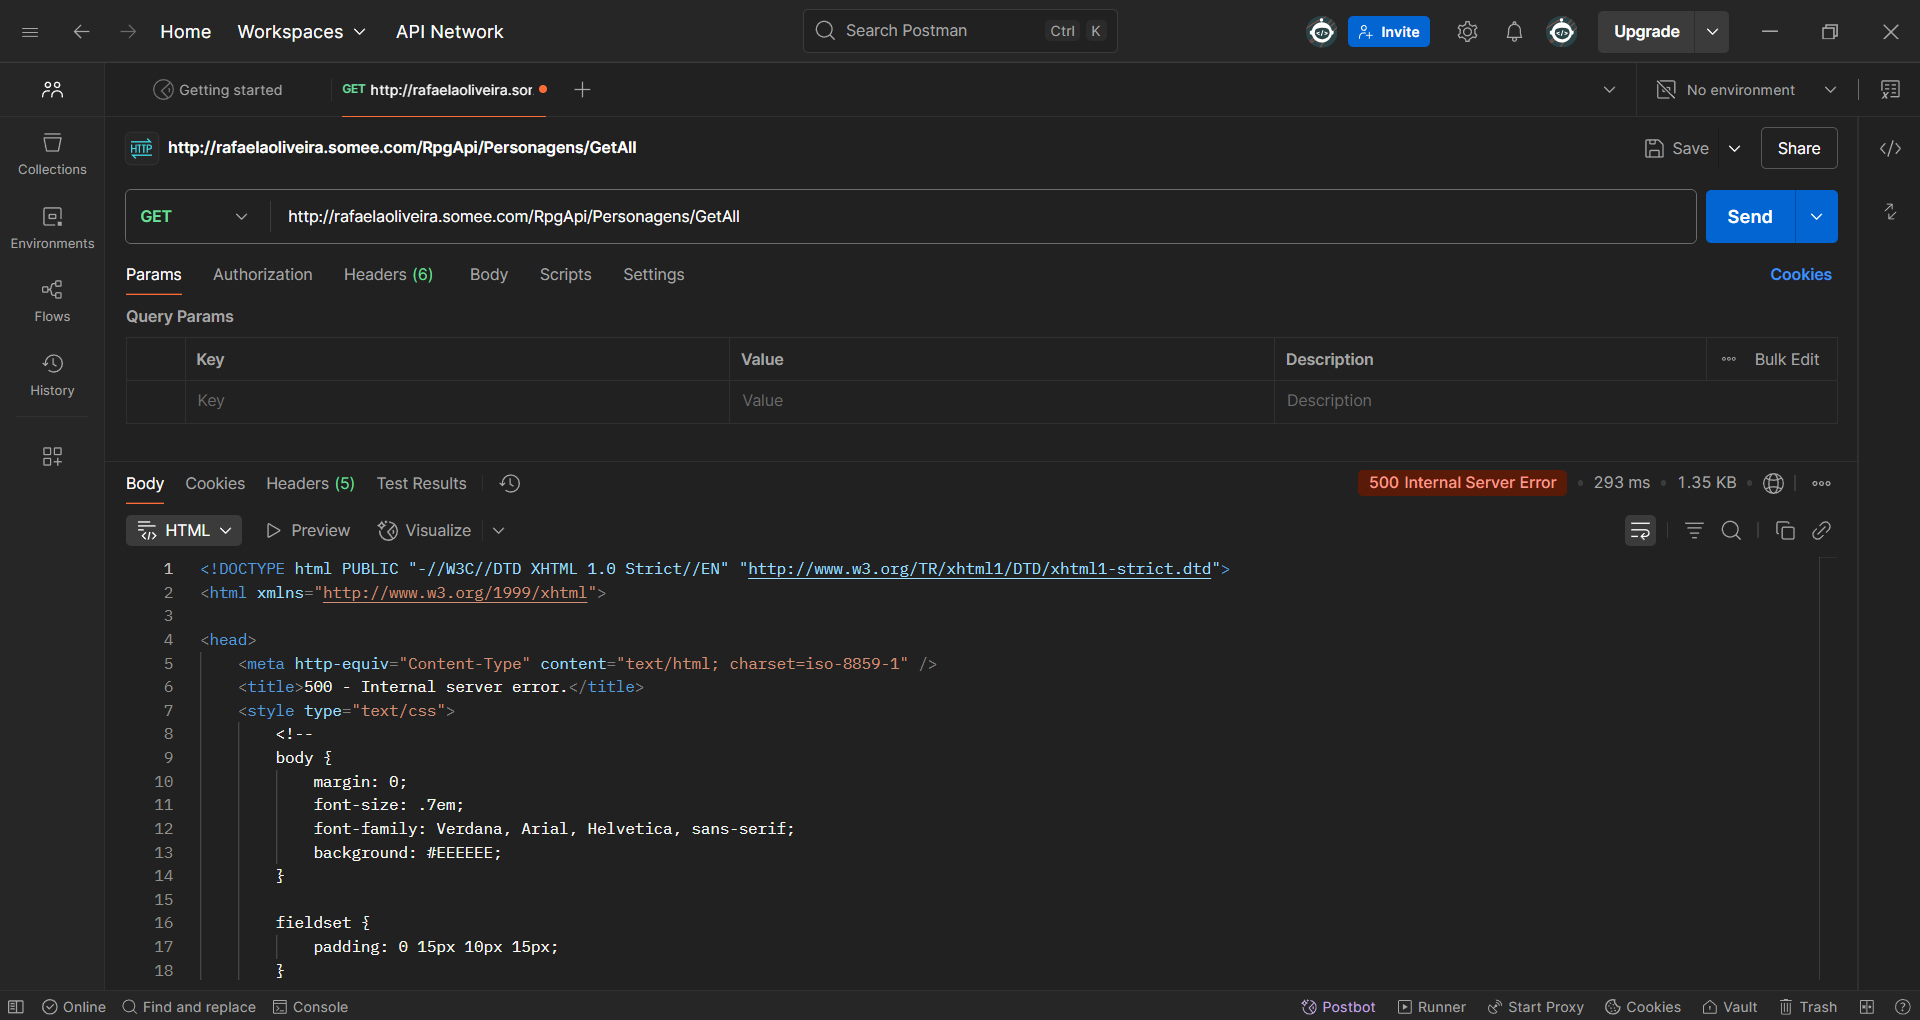 Home Workspaces API Network Search Postman Ctrl K Invite Upgrade
Getting started GET http://rafaelaoliveira.sor No environment
HTTP http://rafaelaoliveira.somee.com/RpgApi/Personagens/GetAll Save Share
Collections
GET http://rafaelaoliveira.somee.com/RpgApi/Personagens/GetAll Send
Environments
Params Authorization Headers (6) Body Scripts Settings Cookies
Flows
Query Params
Key Value Description Bulk Edit
History
Key Value Description
Body Cookies Headers (5) Test Results 500 Internal Server Error • 293 ms • 1.35 KB •
HTML Preview Visualize
1 <!DOCTYPE html PUBLIC "-//W3C//DTD XHTML 1.0 Strict//EN" "http://www.w3.org/TR/xhtml1/DTD/xhtml1-strict.dtd">
2 <html xmlns="http://www.w3.org/1999/xhtml">
3
4 <head>
5 <meta http-equiv="Content-Type" content="text/html; charset=iso-8859-1" />
6 <title>500 - Internal server error.</title>
7 <style type="text/css">
8 <!--
9 body {
10 margin: 0;
11 font-size: .7em;
12 font-family: Verdana, Arial, Helvetica, sans-serif;
13 background: #EEEEEE;
14 }
15
16 fieldset {
17 padding: 0 15px 10px 15px;
18 }
Online Find and replace Console Postbot Runner Start Proxy Cookies Vault Trash